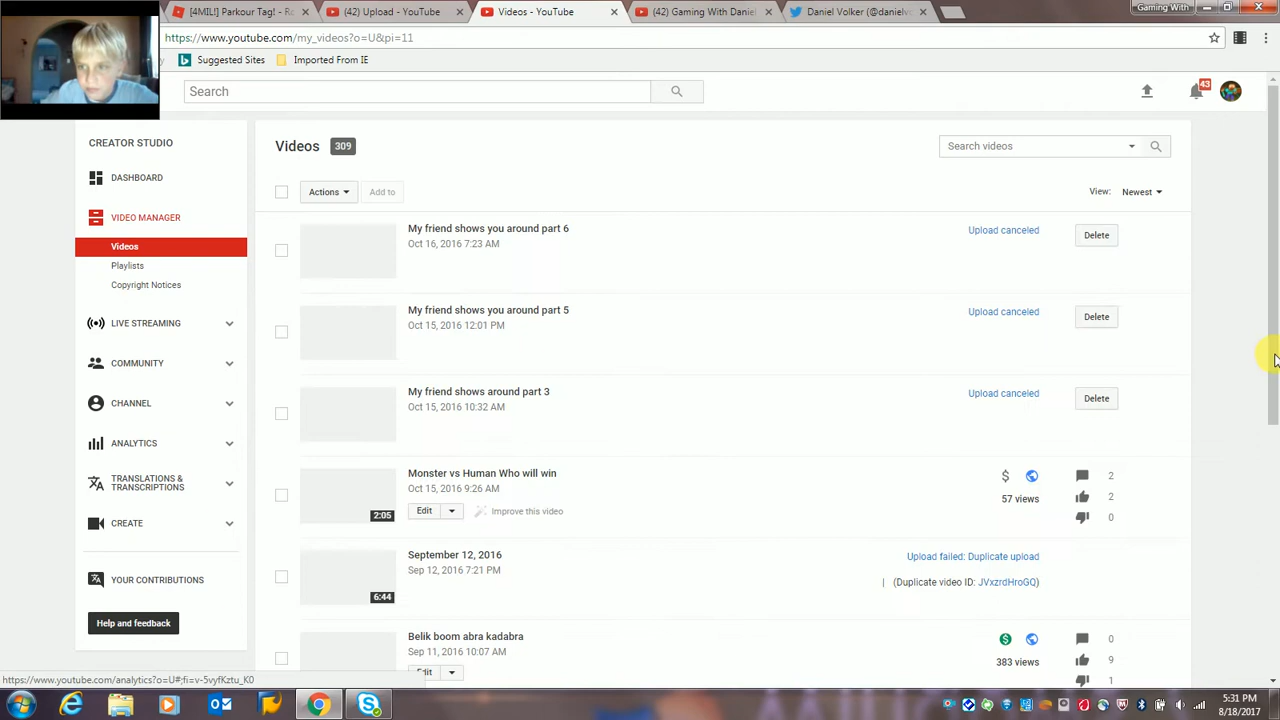 [4MIL!] Parkour Tag! - R
(42) Upload - YouTube
Videos - YouTube
(42) Gaming With Daniel
Daniel Volker (@danielv
Gaming With
https://www.youtube.com/my_videos?o=U&pi=11
Suggested Sites
Imported From IE
Search
43
CREATOR STUDIO
DASHBOARD
VIDEO MANAGER
Videos
Playlists
Copyright Notices
LIVE STREAMING
COMMUNITY
CHANNEL
ANALYTICS
TRANSLATIONS &
TRANSCRIPTIONS
CREATE
YOUR CONTRIBUTIONS
Help and feedback
Videos 309
Search videos
Actions
Add to
View: Newest
My friend shows you around part 6
Oct 16, 2016 7:23 AM
Upload canceled
Delete
My friend shows you around part 5
Oct 15, 2016 12:01 PM
Upload canceled
Delete
My friend shows around part 3
Oct 15, 2016 10:32 AM
Upload canceled
Delete
2:05
Monster vs Human Who will win
Oct 15, 2016 9:26 AM
Edit
Improve this video
57 views
2
2
0
6:44
September 12, 2016
Sep 12, 2016 7:21 PM
Upload failed: Duplicate upload
| (Duplicate video ID: JVxzrdHroGQ)
Belik boom abra kadabra
Sep 11, 2016 10:07 AM
Edit
383 views
0
9
1
https://www.youtube.com/analytics?o=U#;fi=v-5vyfKztu_K0
5:31 PM
8/18/2017